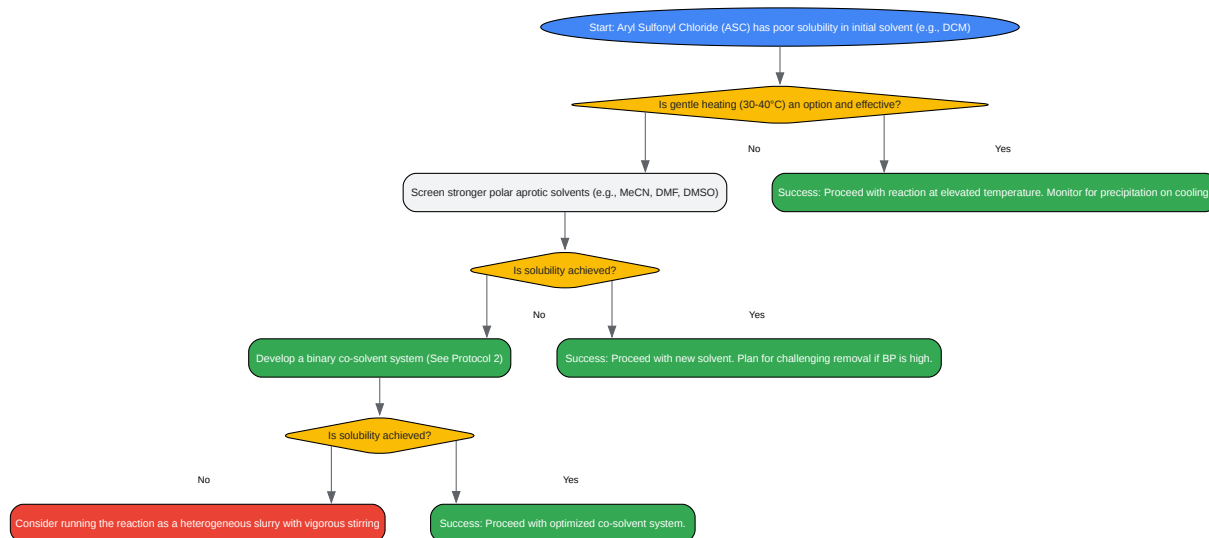 Start: Aryl Sulfonyl Chloride (ASC) has poor solubility in initial solvent (e.g., DCM)
Is gentle heating (30-40°C) an option and effective?
No
Yes
Screen stronger polar aprotic solvents (e.g., MeCN, DMF, DMSO)
Success: Proceed with reaction at elevated temperature. Monitor for precipitation on cooling
Is solubility achieved?
No
Yes
Develop a binary co-solvent system (See Protocol 2)
Success: Proceed with new solvent. Plan for challenging removal if BP is high.
Is solubility achieved?
No
Yes
Consider running the reaction as a heterogeneous slurry with vigorous stirring
Success: Proceed with optimized co-solvent system.